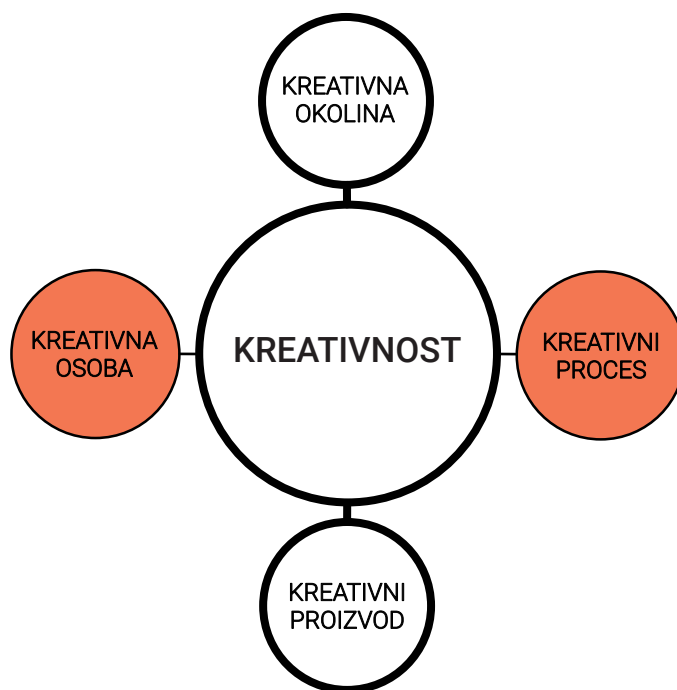 KREATIVNA
OKOLINA
KREATIVNA
OSOBA
KREATIVNOST
KREATIVNI
PROCES
KREATIVNI
PROIZVOD